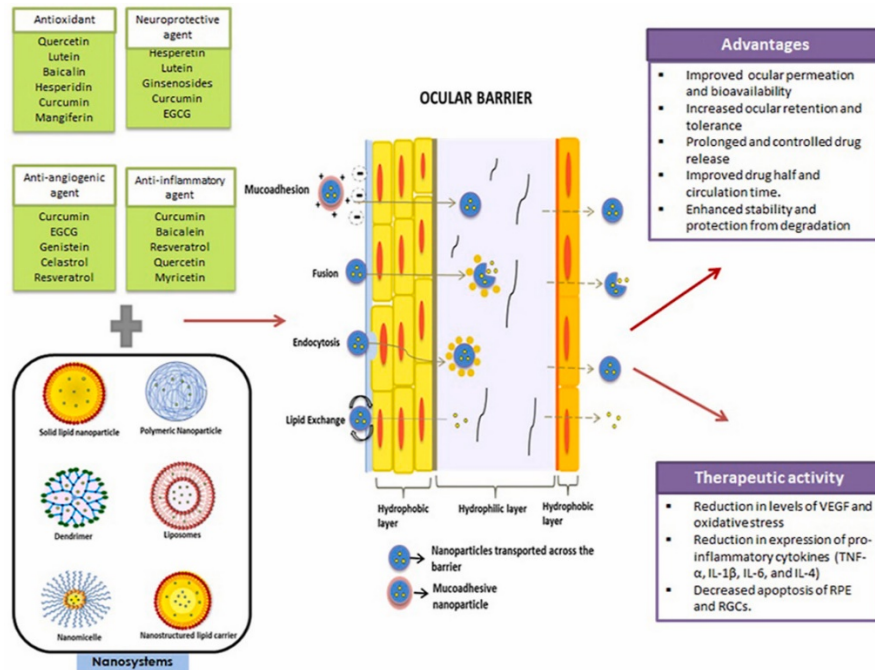 Antioxidant
Quercetin
Lutein
Baicalin
Hesperidin
Curcumin
Mangiferin
Neuroprotective
agent
Hesperetin
Lutein
Ginsenosides
Curcumin
EGCG
Anti-angiogenic
agent
Curcumin
EGCG
Genistein
Celastrol
Resveratrol
Anti-inflammatory
agent
Curcumin
Baicalein
Resveratrol
Quercetin
Myricetin
Solid lipid nanoparticle
Polymeric Nanoparticle
Dendrimer
Liposomes
Nanomicelle
Nanostructured lipid carrier
Nanosystems
OCULAR BARRIER
Mucoadhesion
Fusion
Endocytosis
Lipid Exchange
Hydrophobic
layer
Hydrophilic layer
Hydrophobic
layer
Nanoparticles transported across the
barrier
Mucoadhesive
nanoparticle
Advantages
▪ Improved ocular permeation
and bioavailability
▪ Increased ocular retention and
tolerance
▪ Prolonged and controlled drug
release
▪ Improved drug half and
circulation time.
▪ Enhanced stability and
protection from degradation
Therapeutic activity
▪ Reduction in levels of VEGF and
oxidative stress
▪ Reduction in expression of pro-
inflammatory cytokines (TNF-
α, IL-1β, IL-6, and IL-4)
▪ Decreased apoptosis of RPE
and RGCs.